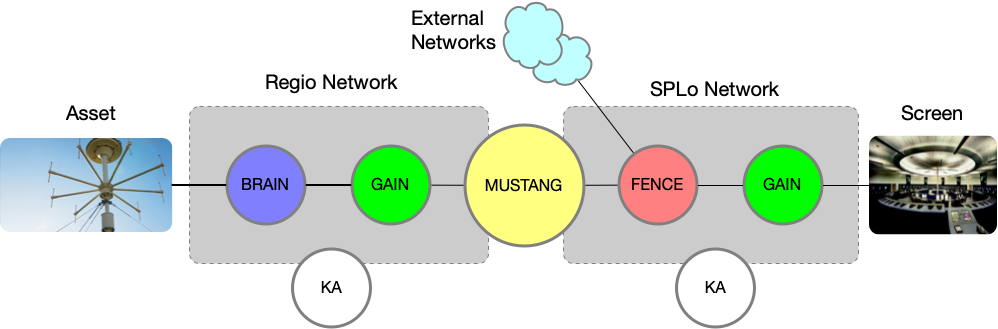 External
Networks
Regio Network
SPLo Network
Asset
Screen
BRAIN
GAIN
MUSTANG
FENCE
GAIN
KA
KA